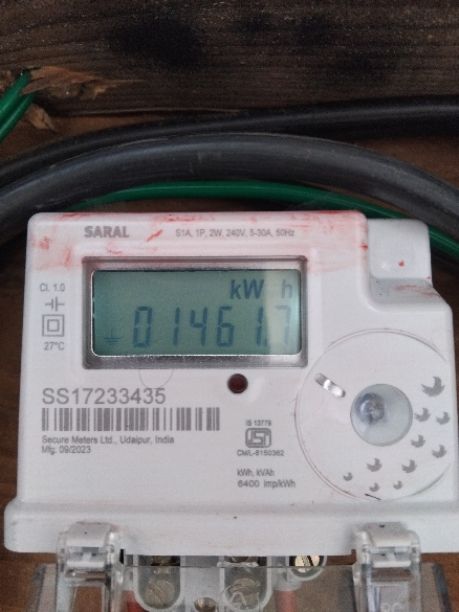 SARAL
S1A, 1P, 2W, 240V, 5-30A, 50Hz
Cl. 1.0
27°C
kW h
01461.7
SS17233435
Secure Meters Ltd., Udaipur, India
Mfg: 09/2023
IS 13779
CM/L-8150362
kWh, kVAh
6400 imp/kWh